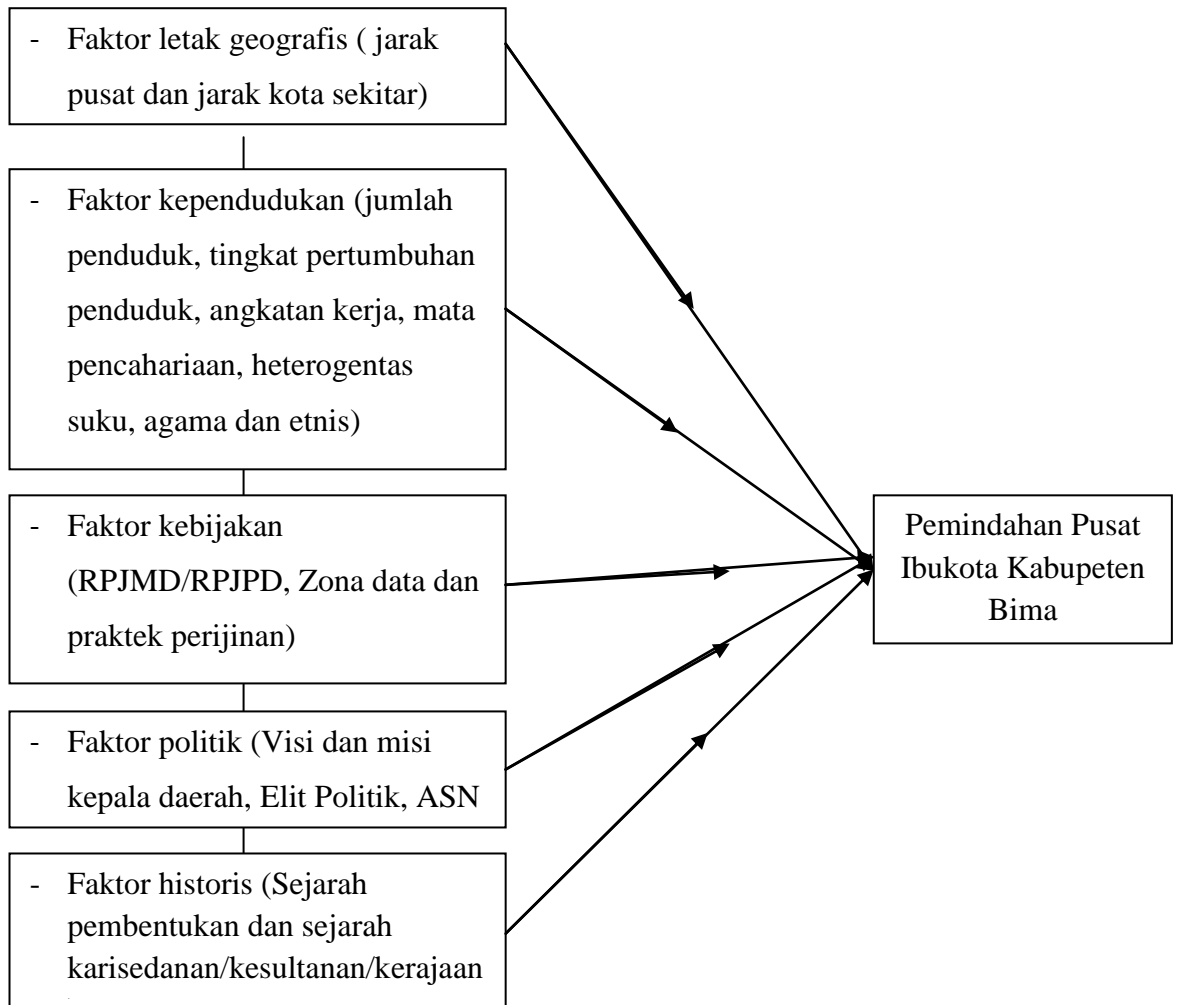 - Faktor letak geografis ( jarak
pusat dan jarak kota sekitar)
- Faktor kependudukan (jumlah
penduduk, tingkat pertumbuhan
penduduk, angkatan kerja, mata
pencahariaan, heterogentas
suku, agama dan etnis)
- Faktor kebijakan
(RPJMD/RPJPD, Zona data dan
praktek perijinan)
- Faktor politik (Visi dan misi
kepala daerah, Elit Politik, ASN
- Faktor historis (Sejarah
pembentukan dan sejarah
karisedanan/kesultanan/kerajaan
Pemindahan Pusat
Ibukota Kabupeten
Bima